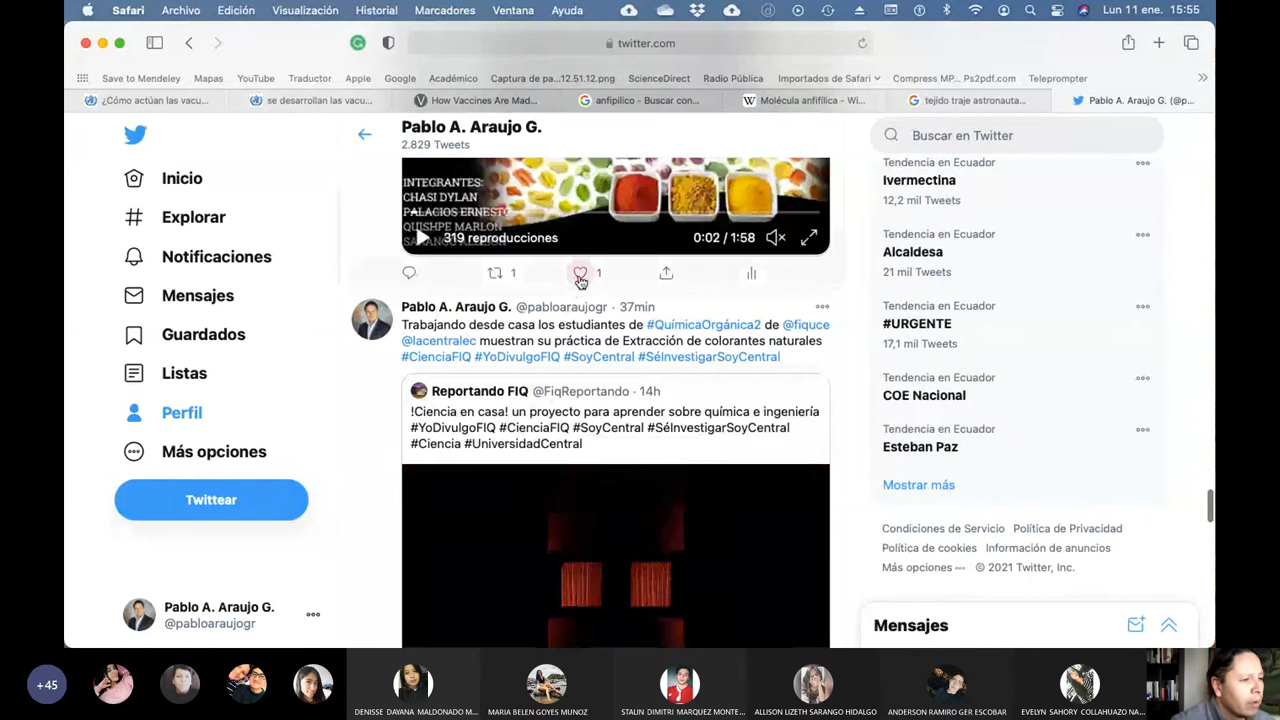 Safari Archivo Edición Visualización Historial Marcadores Ventana Ayuda Lun 11 ene. 15:55
twitter.com
Save to Mendeley Mapas YouTube Traductor Apple Google Académico Captura de pa...12.51.12.png ScienceDirect Radio Pública Importados de Safari Compress MP... Ps2pdf.com Teleprompter
¿Cómo actúan las vacu... se desarrollan las vacu... How Vaccines Are Mad... anfipilico - Buscar con... Molécula anfifílica - Wi... tejido traje astronauta... Pablo A. Araujo G. (@p...
Inicio
Explorar
Notificaciones
Mensajes
Guardados
Listas
Perfil
Más opciones
Twittear
Pablo A. Araujo G.
@pabloaraujogr
Pablo A. Araujo G.
2.829 Tweets
INTEGRANTES:
CHASI DYLAN
PALACIOS ERNESTO
QUISHPE MARLON
319 reproducciones 0:02 / 1:58
1 1
Pablo A. Araujo G. @pabloaraujogr · 37min
Trabajando desde casa los estudiantes de #QuímicaOrgánica2 de @fiquce
@lacentralec muestran su práctica de Extracción de colorantes naturales
#CienciaFIQ #YoDivulgoFIQ #SoyCentral #SéInvestigarSoyCentral
Reportando FIQ @FiqReportando · 14h
!Ciencia en casa! un proyecto para aprender sobre química e ingeniería
#YoDivulgoFIQ #CienciaFIQ #SoyCentral #SéInvestigarSoyCentral
#Ciencia #UniversidadCentral
Buscar en Twitter
Tendencia en Ecuador
Ivermectina
12,2 mil Tweets
Tendencia en Ecuador
Alcaldesa
21 mil Tweets
Tendencia en Ecuador
#URGENTE
17,1 mil Tweets
Tendencia en Ecuador
COE Nacional
Tendencia en Ecuador
Esteban Paz
Mostrar más
Condiciones de Servicio Política de Privacidad
Política de cookies Información de anuncios
Más opciones ··· © 2021 Twitter, Inc.
Mensajes
+45
DENISSE DAYANA MALDONADO M... MARIA BELEN GOYES MUNOZ STALIN DIMITRI MARQUEZ MONTE... ALLISON LIZETH SARANGO HIDALGO ANDERSON RAMIRO GER ESCOBAR EVELYN SAHORY COLLAHUAZO NA...